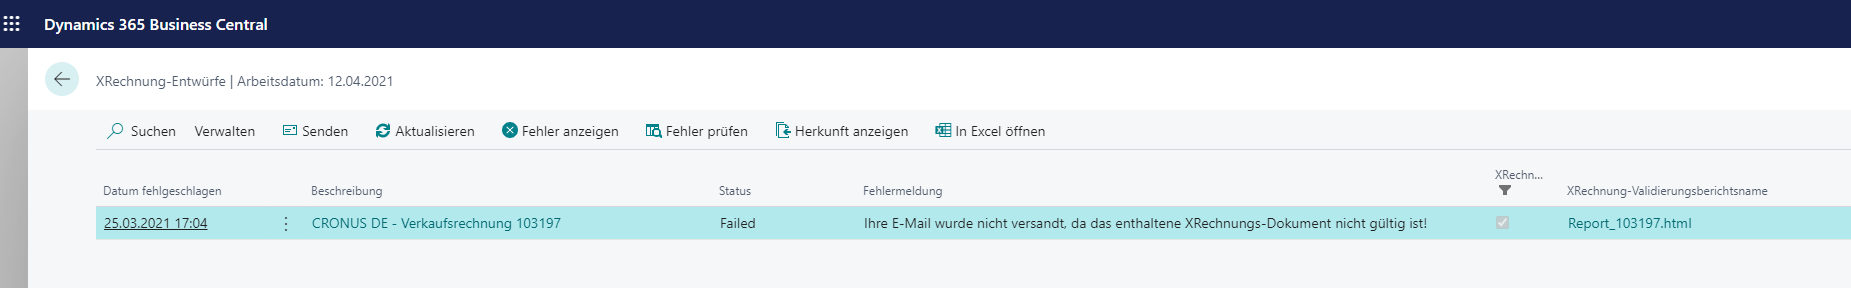 Dynamics 365 Business Central
XRechnung-Entwürfe | Arbeitsdatum: 12.04.2021
Suchen Verwalten Senden Aktualisieren Fehler anzeigen Fehler prüfen Herkunft anzeigen In Excel öffnen
Datum fehlgeschlagen Beschreibung Status Fehlermeldung XRechn... XRechnung-Validierungsberichtsname
25.03.2021 17:04 CRONUS DE - Verkaufsrechnung 103197 Failed Ihre E-Mail wurde nicht versandt, da das enthaltene XRechnungs-Dokument nicht gültig ist! Report_103197.html